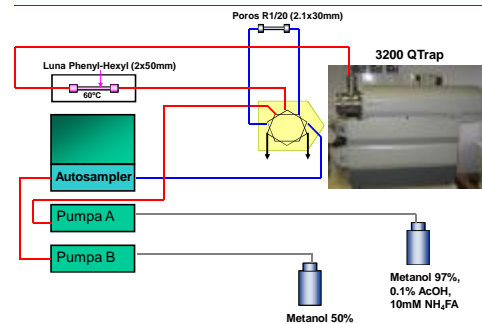 Poros R1/20 (2.1x30mm)
3200 QTrap
Luna Phenyl-Hexyl (2x50mm)
60ºC
Autosampler
Pumpa A
Pumpa B
Metanol 97%,
0.1% AcOH,
10mM NH₄FA
Metanol 50%